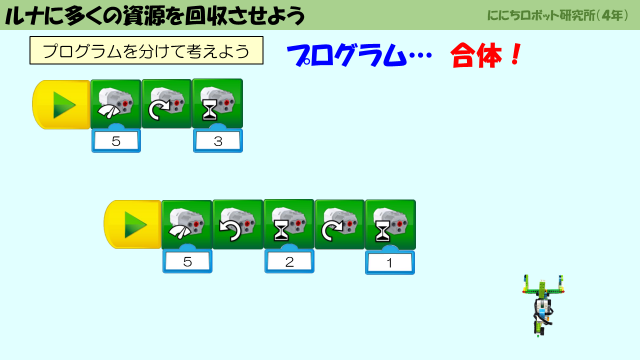 ルナに多くの資源を回収させよう
ににちロボット研究所(4年)
プログラムを分けて考えよう
プログラム… 合体！
5 3
5 2 1